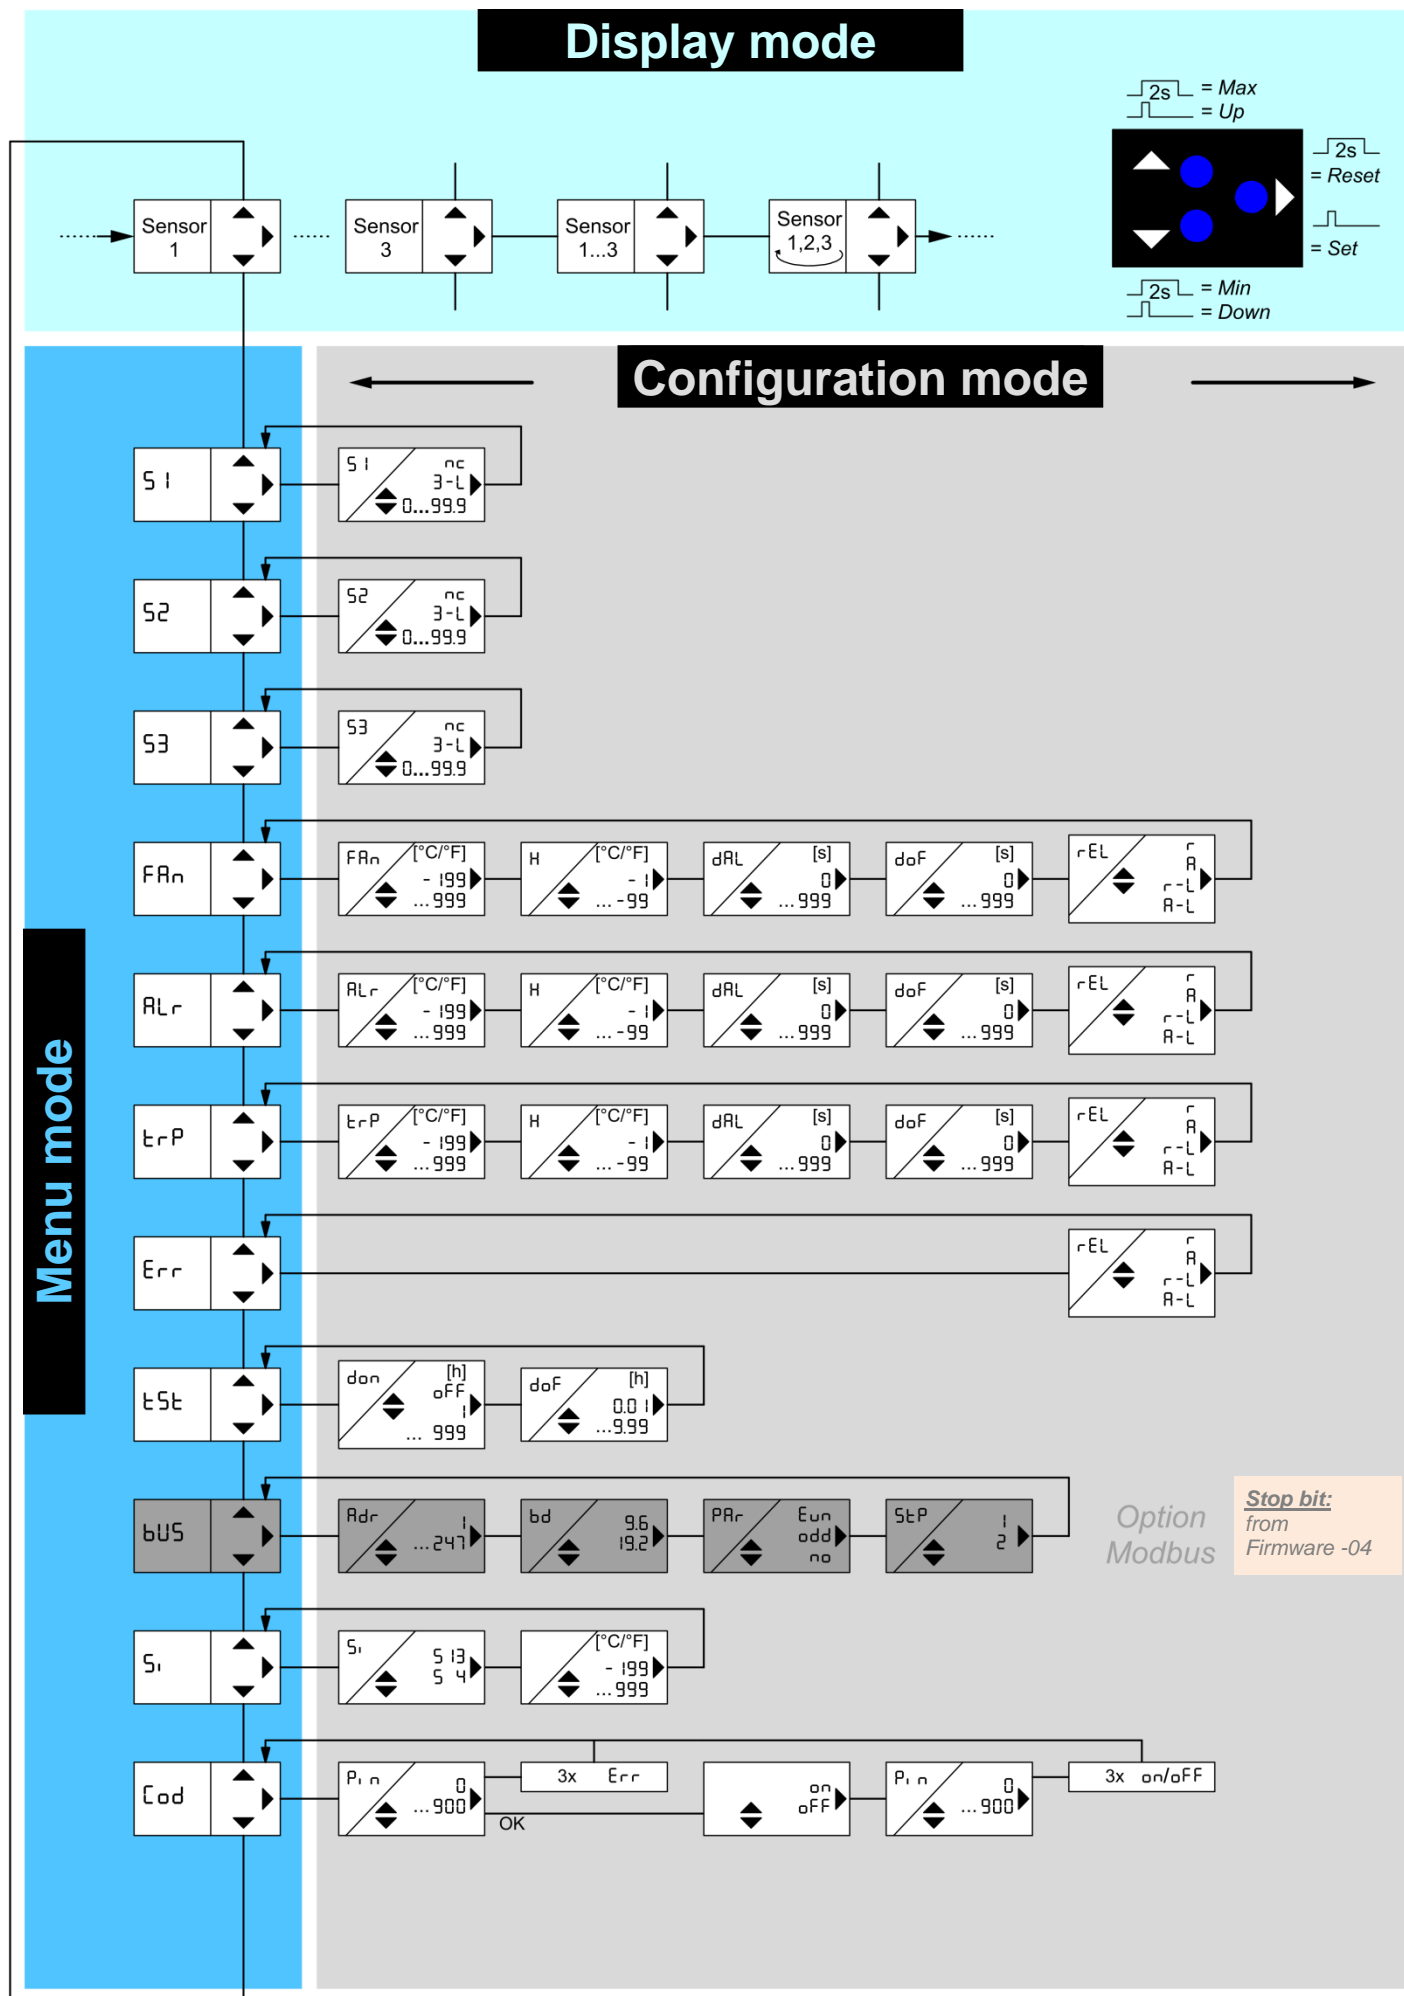 Display mode
2s = Max
= Up
2s
= Reset
= Set
2s = Min
= Down
Sensor
1
Sensor
3
Sensor
1...3
Sensor
1,2,3
Configuration mode
Menu mode
S1
S1 nc
3-L
0...99.9
S2
S2 nc
3-L
0...99.9
S3
S3 nc
3-L
0...99.9
FAn
FAn [°C/°F]
-199
...999
H [°C/°F]
-1
...-99
dAL [s]
0
...999
doF [s]
0
...999
rEL r
A
r-L
A-L
ALr
ALr [°C/°F]
-199
...999
H [°C/°F]
-1
...-99
dAL [s]
0
...999
doF [s]
0
...999
rEL r
A
r-L
A-L
trP
trP [°C/°F]
-199
...999
H [°C/°F]
-1
...-99
dAL [s]
0
...999
doF [s]
0
...999
rEL r
A
r-L
A-L
Err
rEL r
A
r-L
A-L
tSt
don [h]
oFF
1
... 999
doF [h]
0.01
...9.99
bUS
Adr 1
...247
bd 9.6
19.2
PAr Eun
odd
no
StP 1
2
Option
Modbus
Stop bit:
from
Firmware -04
Si
Si S13
S 4
[°C/°F]
-199
...999
Cod
Pin 0
...900
3x Err
OK
on
oFF
Pin 0
...900
3x on/oFF